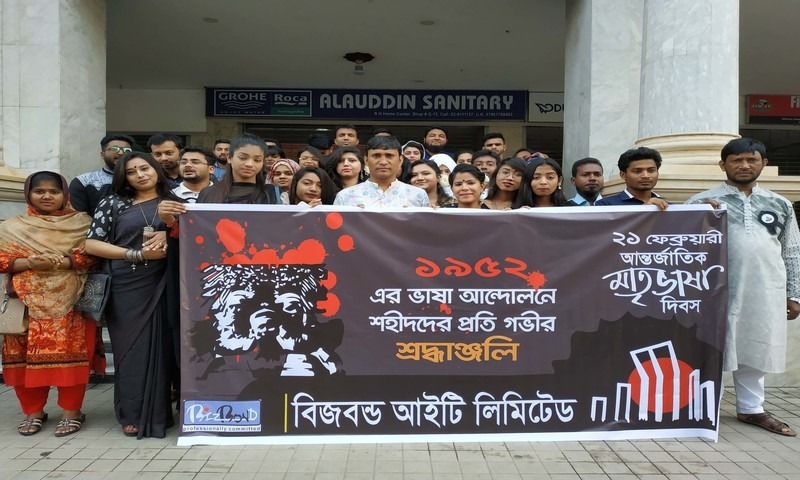 GROHE
Roca
ALAUDDIN SANITARY
১৯৫২
এর ভাষা আন্দোলনে
শহীদদের প্রতি গভীর
শ্রদ্ধাঞ্জলি
২১ ফেব্রুয়ারী
আন্তর্জাতিক
মাতৃভাষা
দিবস
BizBOND
professionally committed
বিজবন্ড আইটি লিমিটেড